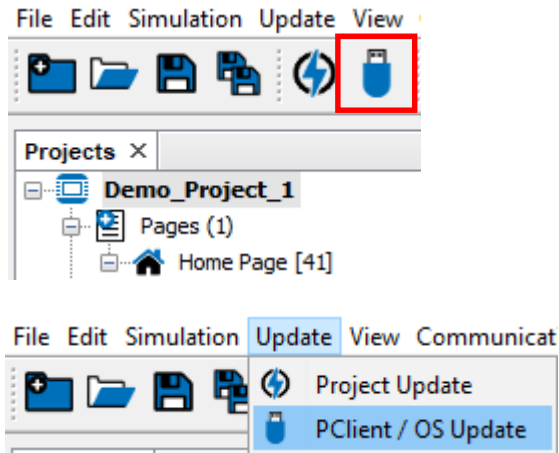 File Edit Simulation Update View
Projects ×
Demo_Project_1
Pages (1)
Home Page [41]
File Edit Simulation Update View Communicat
Project Update
PClient / OS Update